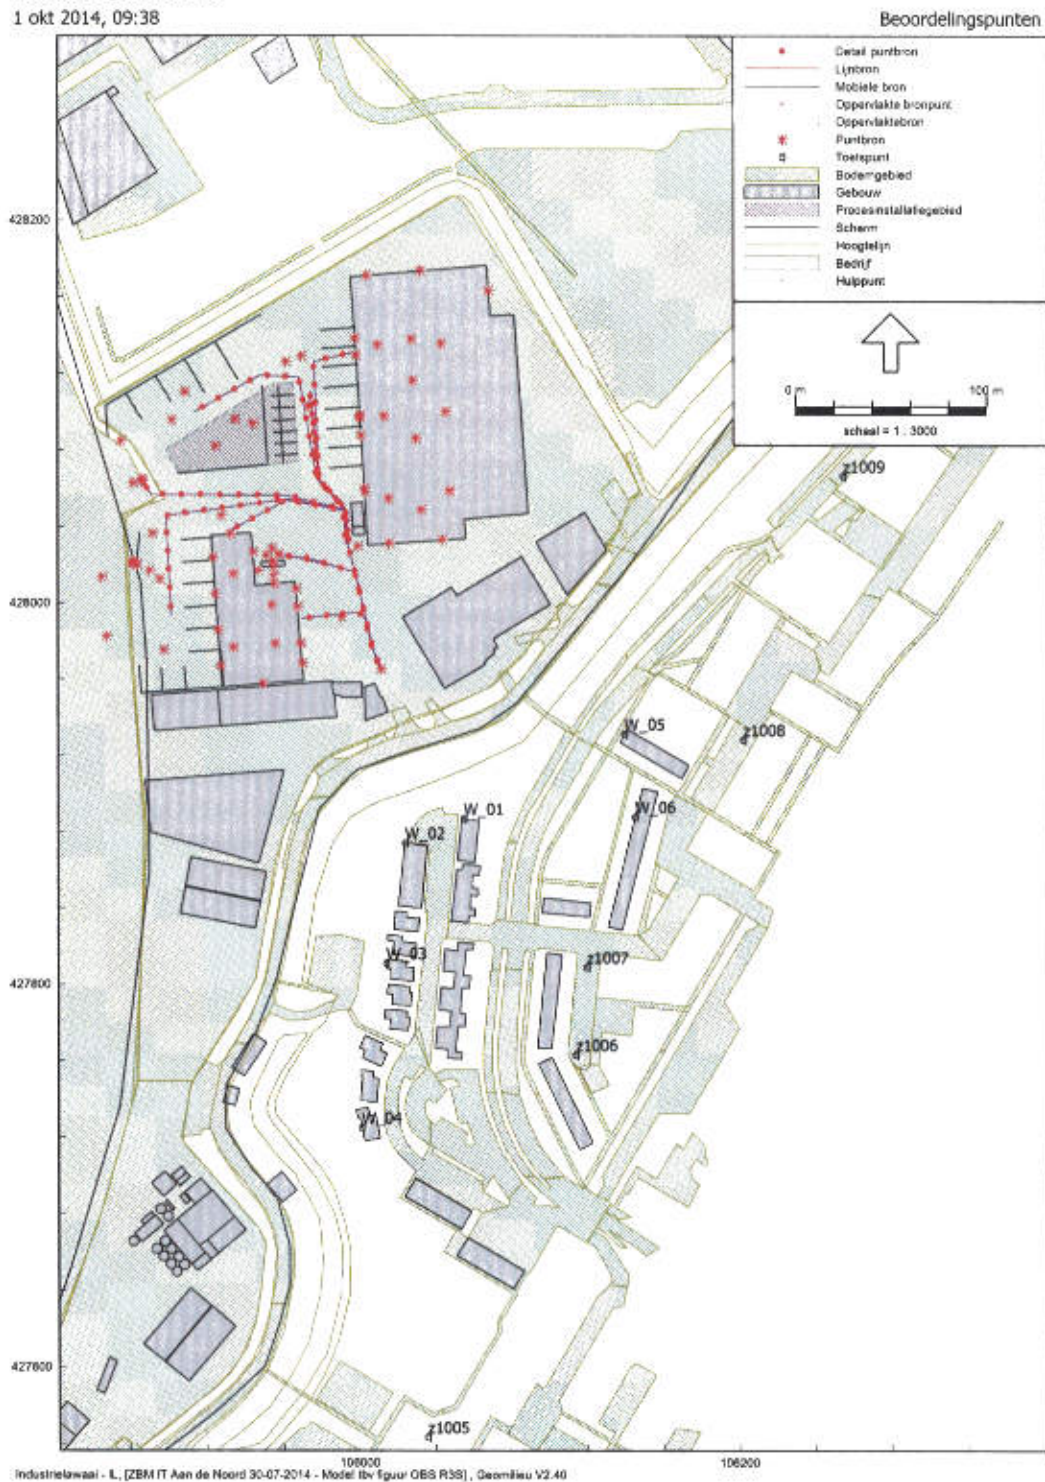 1 okt 2014, 09:38
Beoordelingspunten
Detail puntbron
Lijnbron
Mobiele bron
Oppervlakte bronpunt
Oppervlaktebron
Puntbron
Toetspunt
Bodemgebied
Gebouw
Procesinstallatiegebied
Scherm
Hoogtelijn
Bedrijf
Hulppunt
0 m
100 m
schaal = 1 : 3000
428200
z1009
428000
W_05
z1008
W_01
W_06
W_02
W_03
z1007
427800
z1006
W_04
427600
z1005
106000
106200
Industrielawaai - IL, [ZBM IT Aan de Noord 30-07-2014 - Model tbv figuur OBS R3S] , Geomilieu V2.40